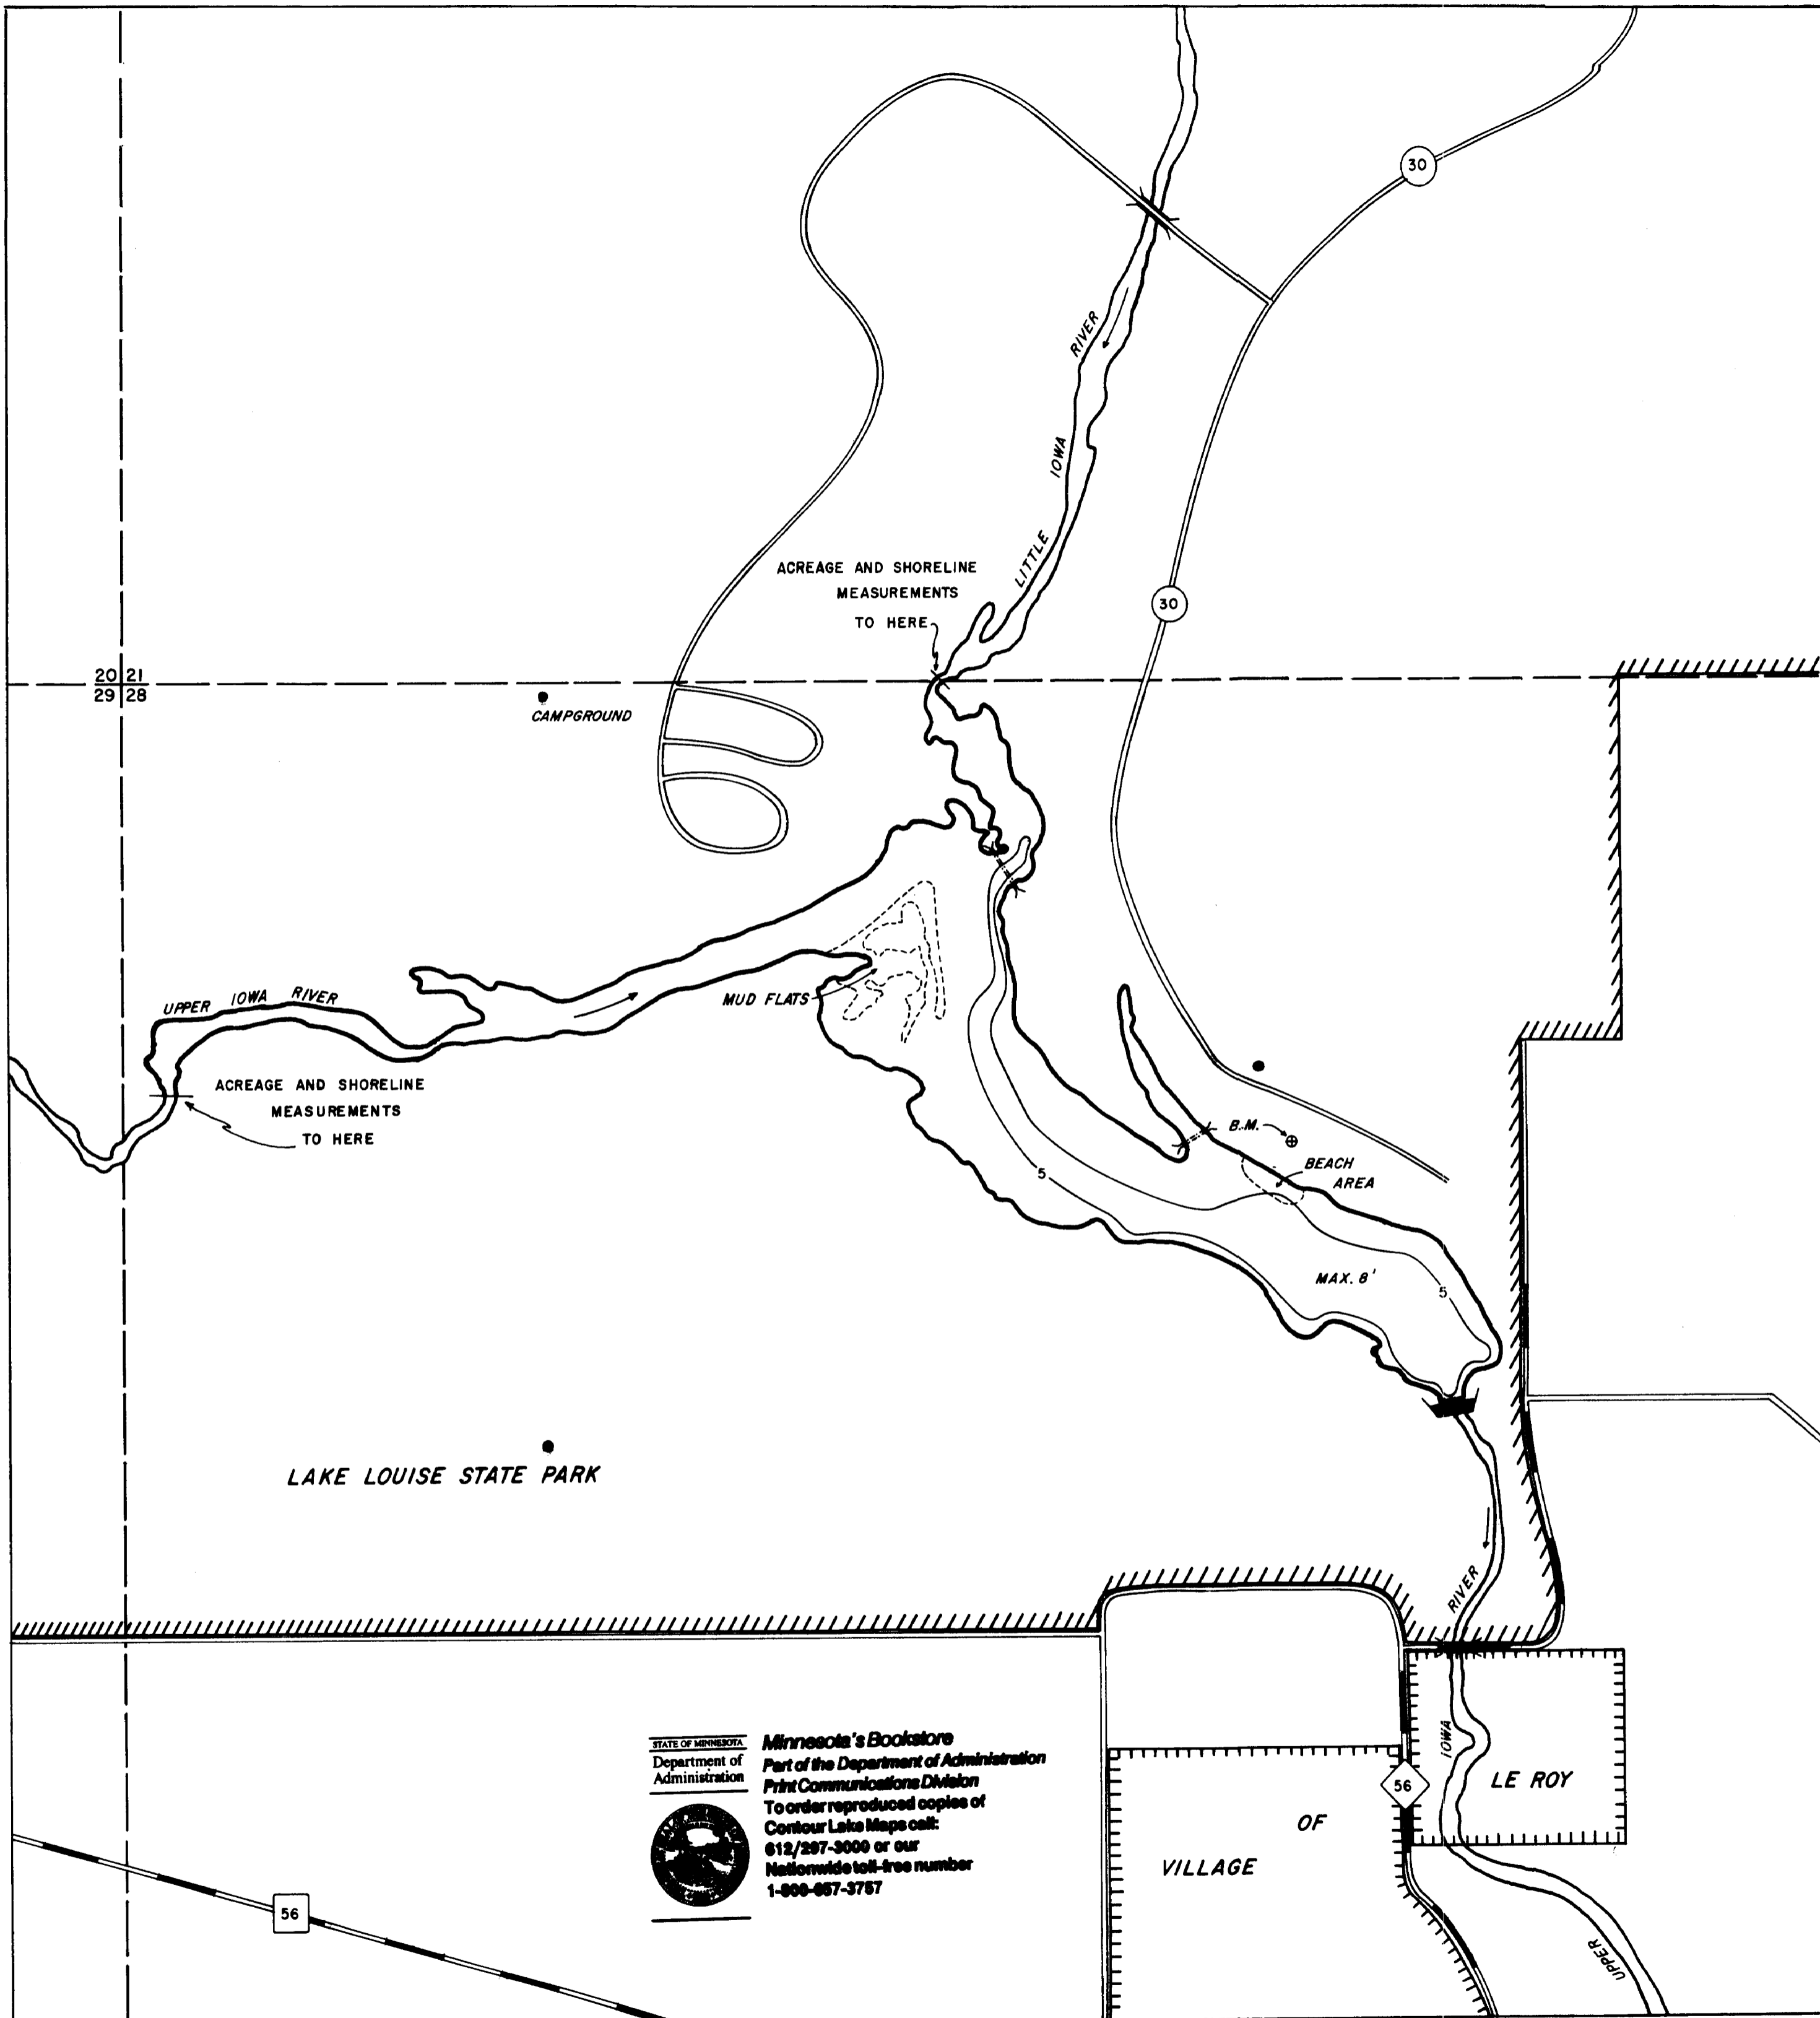 30
RIVER
IOWA
LITTLE
ACREAGE AND SHORELINE
MEASUREMENTS
TO HERE
30
20 21
29 28
CAMPGROUND
UPPER IOWA RIVER
MUD FLATS
ACREAGE AND SHORELINE
MEASUREMENTS
TO HERE
B.M.
BEACH
AREA
5
MAX. 8'
5
LAKE LOUISE STATE PARK
RIVER
IOWA
UPPER
STATE OF MINNESOTA
Department of
Administration
Minnesota's Bookstore
Part of the Department of Administration
Print Communications Division
To order reproduced copies of
Contour Lake Maps call:
612/297-3000 or our
Nationwide toll-free number
1-800-657-3757
56
LE ROY
OF
VILLAGE
56